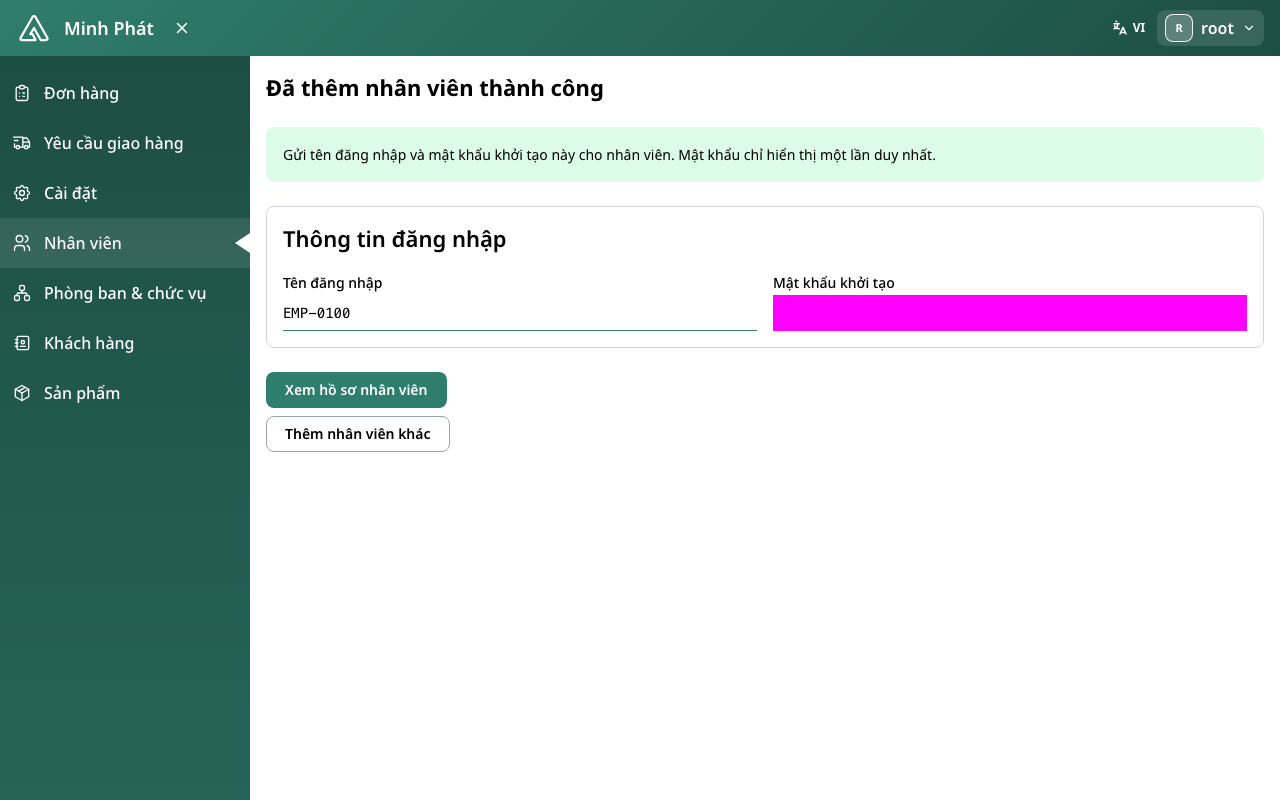 Minh Phát
VI
R
root
Đơn hàng
Yêu cầu giao hàng
Cài đặt
Nhân viên
Phòng ban & chức vụ
Khách hàng
Sản phẩm
Đã thêm nhân viên thành công
Gửi tên đăng nhập và mật khẩu khởi tạo này cho nhân viên. Mật khẩu chỉ hiển thị một lần duy nhất.
Thông tin đăng nhập
Tên đăng nhập
EMP-0100
Mật khẩu khởi tạo
Xem hồ sơ nhân viên
Thêm nhân viên khác